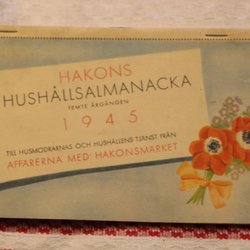 HAKONS
HUSHÅLLSALMANACKA
FEMTE ÅRGÅNGEN
1945
TILL HUSMÖDRARNAS OCH HUSHÅLLENS TJÄNST FRÅN
AFFÄRERNA MED HAKONSMÄRKET